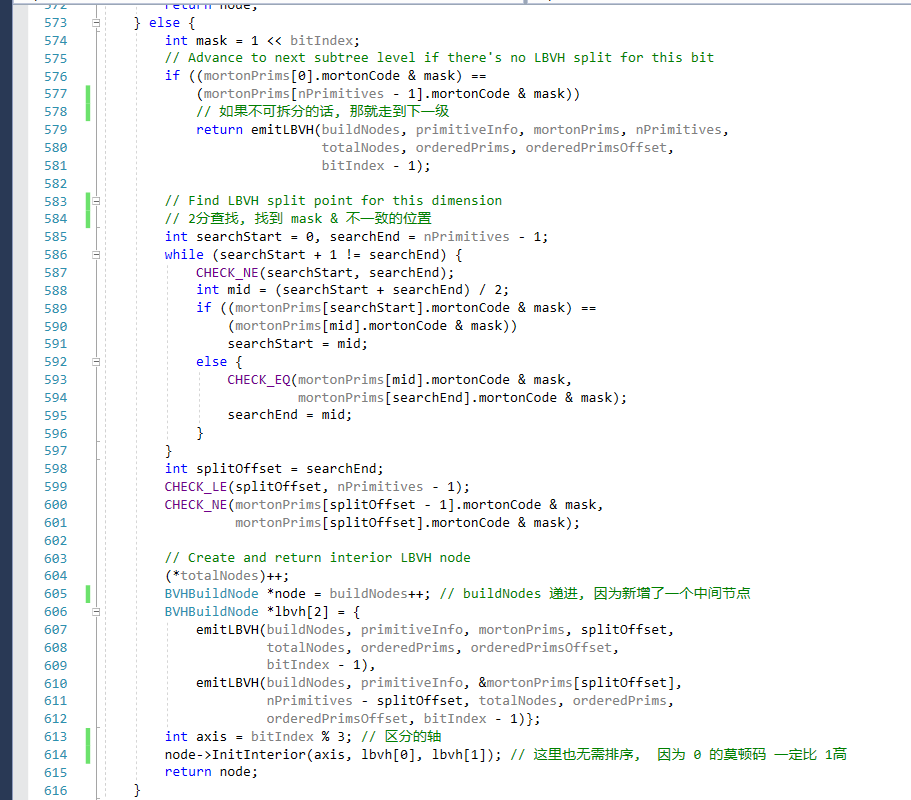 572 return node;
573 } else {
574 int mask = 1 << bitIndex;
575 // Advance to next subtree level if there's no LBVH split for this bit
576 if ((mortonPrims[0].mortonCode & mask) ==
577 (mortonPrims[nPrimitives - 1].mortonCode & mask))
578 // 如果不可拆分的话, 那就走到下一级
579 return emitLBVH(buildNodes, primitiveInfo, mortonPrims, nPrimitives,
580 totalNodes, orderedPrims, orderedPrimsOffset,
581 bitIndex - 1);
582
583 // Find LBVH split point for this dimension
584 // 2分查找, 找到 mask & 不一致的位置
585 int searchStart = 0, searchEnd = nPrimitives - 1;
586 while (searchStart + 1 != searchEnd) {
587 CHECK_NE(searchStart, searchEnd);
588 int mid = (searchStart + searchEnd) / 2;
589 if ((mortonPrims[searchStart].mortonCode & mask) ==
590 (mortonPrims[mid].mortonCode & mask))
591 searchStart = mid;
592 else {
593 CHECK_EQ(mortonPrims[mid].mortonCode & mask,
594 mortonPrims[searchEnd].mortonCode & mask);
595 searchEnd = mid;
596 }
597 }
598 int splitOffset = searchEnd;
599 CHECK_LE(splitOffset, nPrimitives - 1);
600 CHECK_NE(mortonPrims[splitOffset - 1].mortonCode & mask,
601 mortonPrims[splitOffset].mortonCode & mask);
602
603 // Create and return interior LBVH node
604 (*totalNodes)++;
605 BVHBuildNode *node = buildNodes++; // buildNodes 递进, 因为新增了一个中间节点
606 BVHBuildNode *lbvh[2] = {
607 emitLBVH(buildNodes, primitiveInfo, mortonPrims, splitOffset,
608 totalNodes, orderedPrims, orderedPrimsOffset,
609 bitIndex - 1),
610 emitLBVH(buildNodes, primitiveInfo, &mortonPrims[splitOffset],
611 nPrimitives - splitOffset, totalNodes, orderedPrims,
612 orderedPrimsOffset, bitIndex - 1)};
613 int axis = bitIndex % 3; // 区分的轴
614 node->InitInterior(axis, lbvh[0], lbvh[1]); // 这里也无需排序, 因为 0 的莫顿码 一定比 1高
615 return node;
616 }